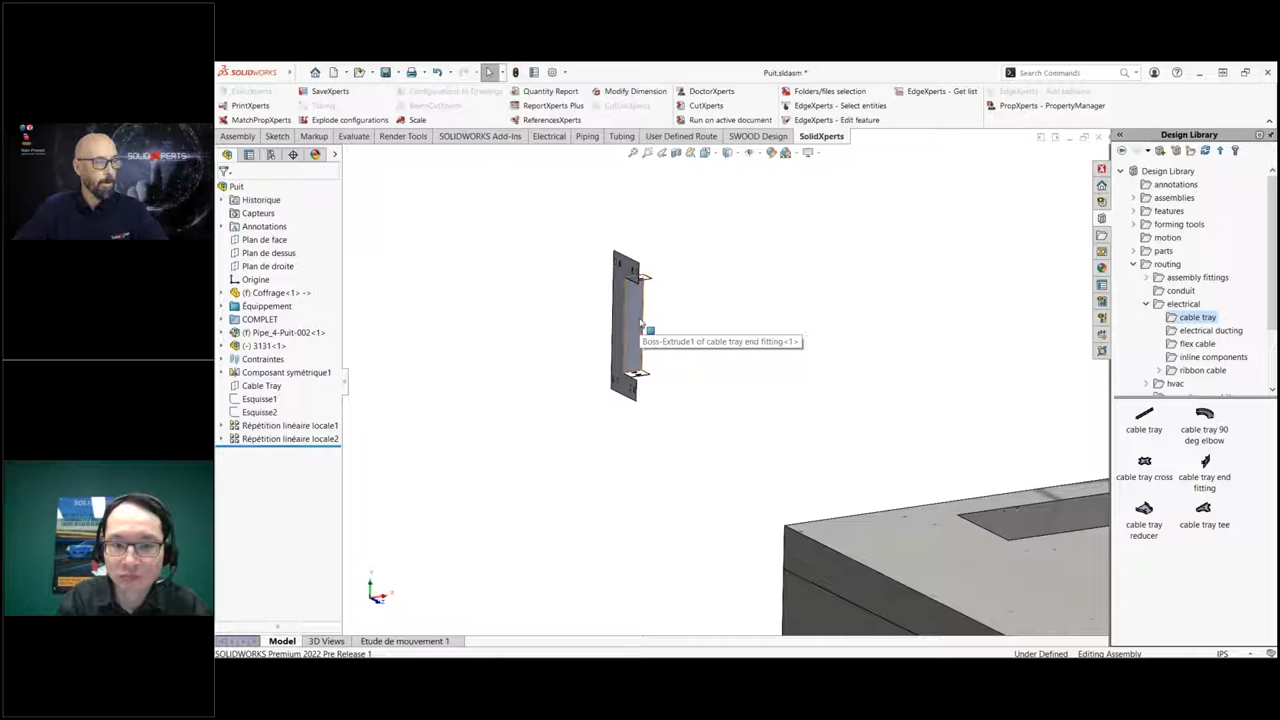 SOLIDWORKS
Puit.sldasm *
Search Commands
SaveXperts
Configurations-Drawings
Quantity Report
Modify Dimension
DoctorXperts
Folders/files selection
EdgeXperts - Get list
PrintXperts
Tubing
BeamCutXperts
ReportXperts Plus
CutXperts
EdgeXperts - Select entities
PropXperts - PropertyManager
MatchPropXperts
Explode configurations
Scale
ReferencesXperts
Run on active document
EdgeXperts - Edit feature
Assembly
Sketch
Markup
Evaluate
Render Tools
SOLIDWORKS Add-Ins
Electrical
Piping
Tubing
User Defined Route
SWOOD Design
SolidXperts
Design Library
Puit
Historique
Capteurs
Annotations
Plan de face
Plan de dessus
Plan de droite
Origine
(f) Coffrage<1> ->
Équippement
COMPLET
(f) Pipe_4-Puit-002<1>
(-) 3131<1>
Contraintes
Composant symétrique1
Cable Tray
Esquisse1
Esquisse2
Répétition linéaire locale1
Répétition linéaire locale2
Boss-Extrude1 of cable tray end fitting<1>
Design Library
annotations
assemblies
features
forming tools
motion
parts
routing
assembly fittings
conduit
electrical
cable tray
electrical ducting
flex cable
inline components
ribbon cable
hvac
cable tray
cable tray 90
deg elbow
cable tray cross
cable tray end
fitting
cable tray
reducer
cable tray tee
Model
3D Views
Etude de mouvement 1
SOLIDWORKS Premium 2022 Pre Release 1
Under Defined
Editing Assembly
IPS
SOLIDXPERTS